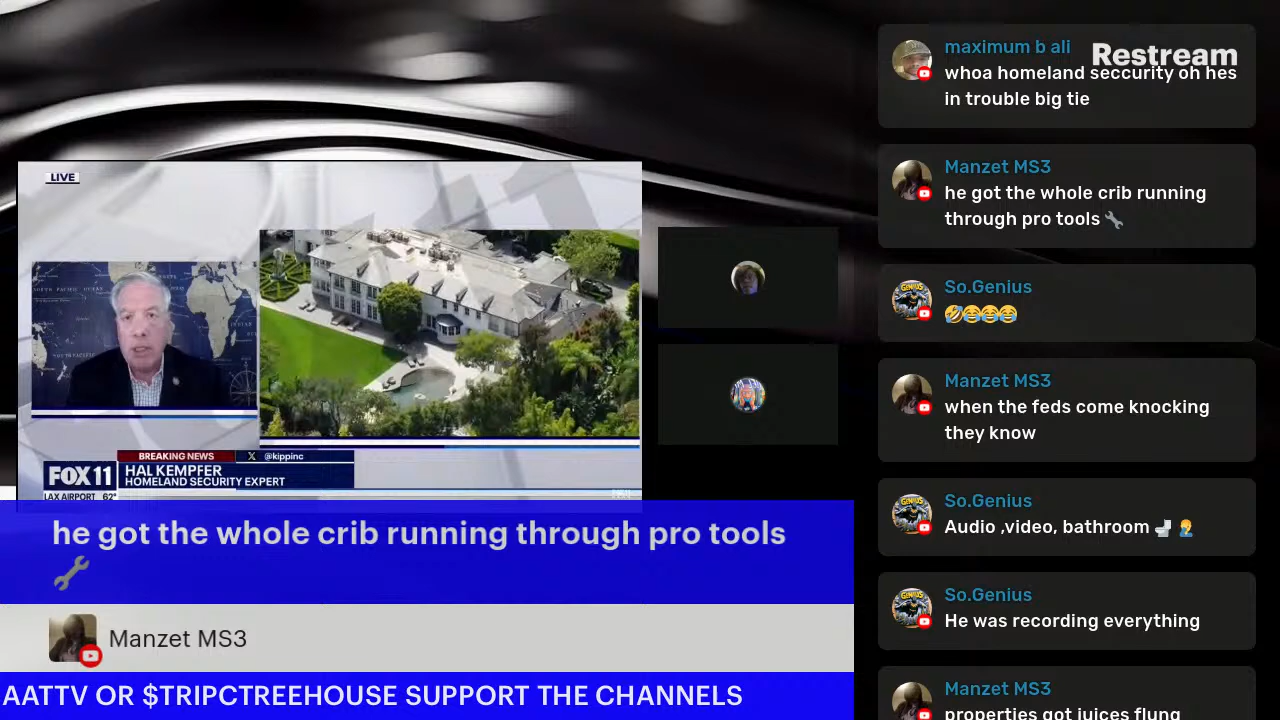 LIVE
BREAKING NEWS
X @kippinc
FOX 11
HAL KEMPFER
HOMELAND SECURITY EXPERT
LAX AIRPORT 62°
he got the whole crib running through pro tools
🔧
Manzet MS3
AATTV OR $TRIPCTREEHOUSE SUPPORT THE CHANNELS
Restream
maximum b ali
whoa homeland seccurity oh hes
in trouble big tie
Manzet MS3
he got the whole crib running
through pro tools 🔧
So.Genius
🤣😂😂😂
Manzet MS3
when the feds come knocking
they know
So.Genius
Audio ,video, bathroom 🚽 🤦‍♂️
So.Genius
He was recording everything
Manzet MS3
properties got juices flung